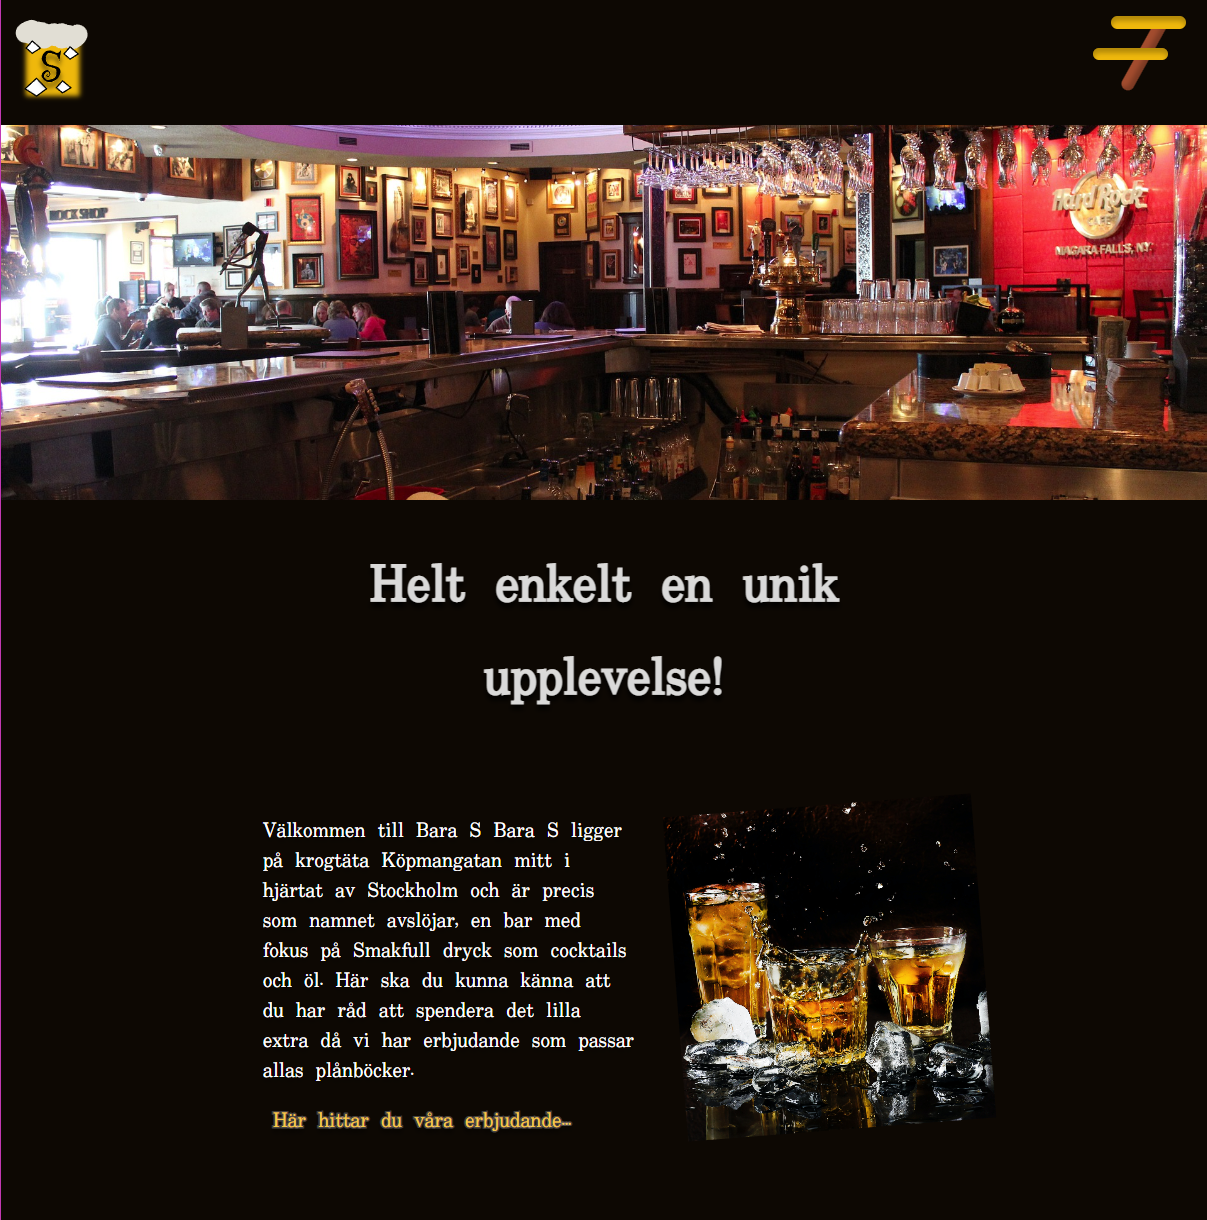 S
ROCK SHOP
Hard Rock
CAFE
NIAGARA FALLS, NY
Helt enkelt en unik
upplevelse!
Välkommen till Bara S Bara S ligger
på krogtäta Köpmangatan mitt i
hjärtat av Stockholm och är precis
som namnet avslöjar, en bar med
fokus på Smakfull dryck som cocktails
och öl. Här ska du kunna känna att
du har råd att spendera det lilla
extra då vi har erbjudande som passar
allas plånböcker.
Här hittar du våra erbjudande...